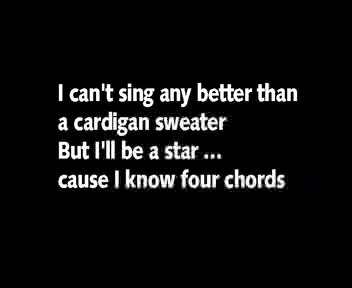 I can't sing any better than
a cardigan sweater
But I'll be a star ...
cause I know four chords